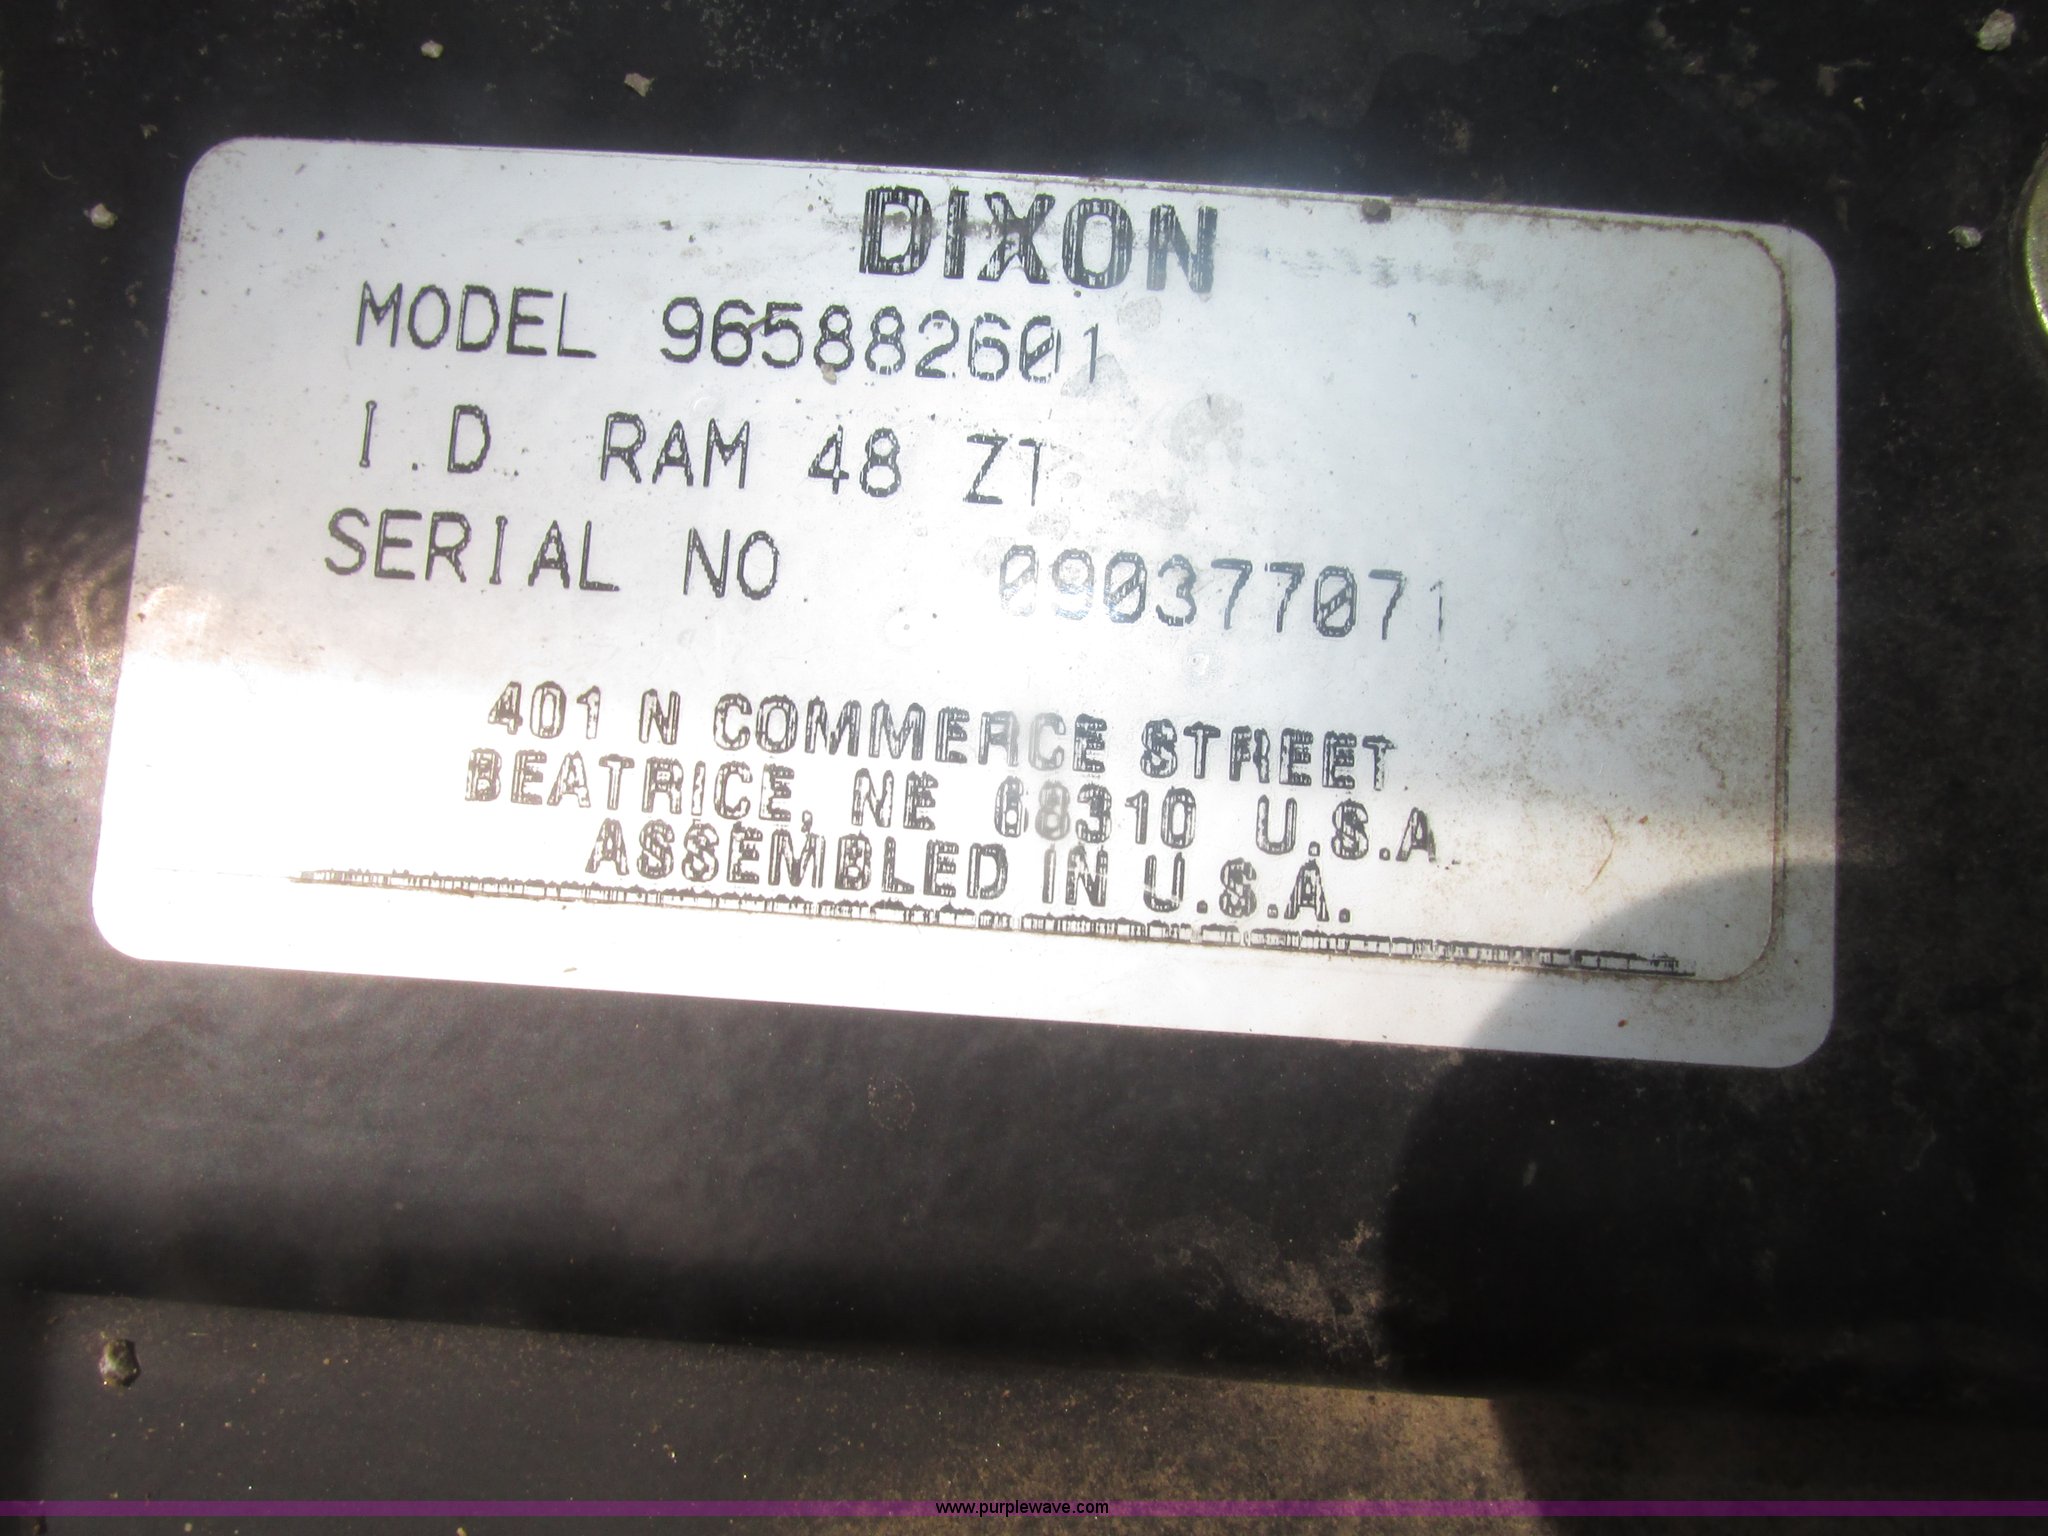 DIXON
MODEL 965882601
I.D. RAM 48 ZT
SERIAL NO 090377071
401 N COMMERCE STREET
BEATRICE, NE 68310 U.S.A.
ASSEMBLED IN U.S.A.
www.purplewave.com